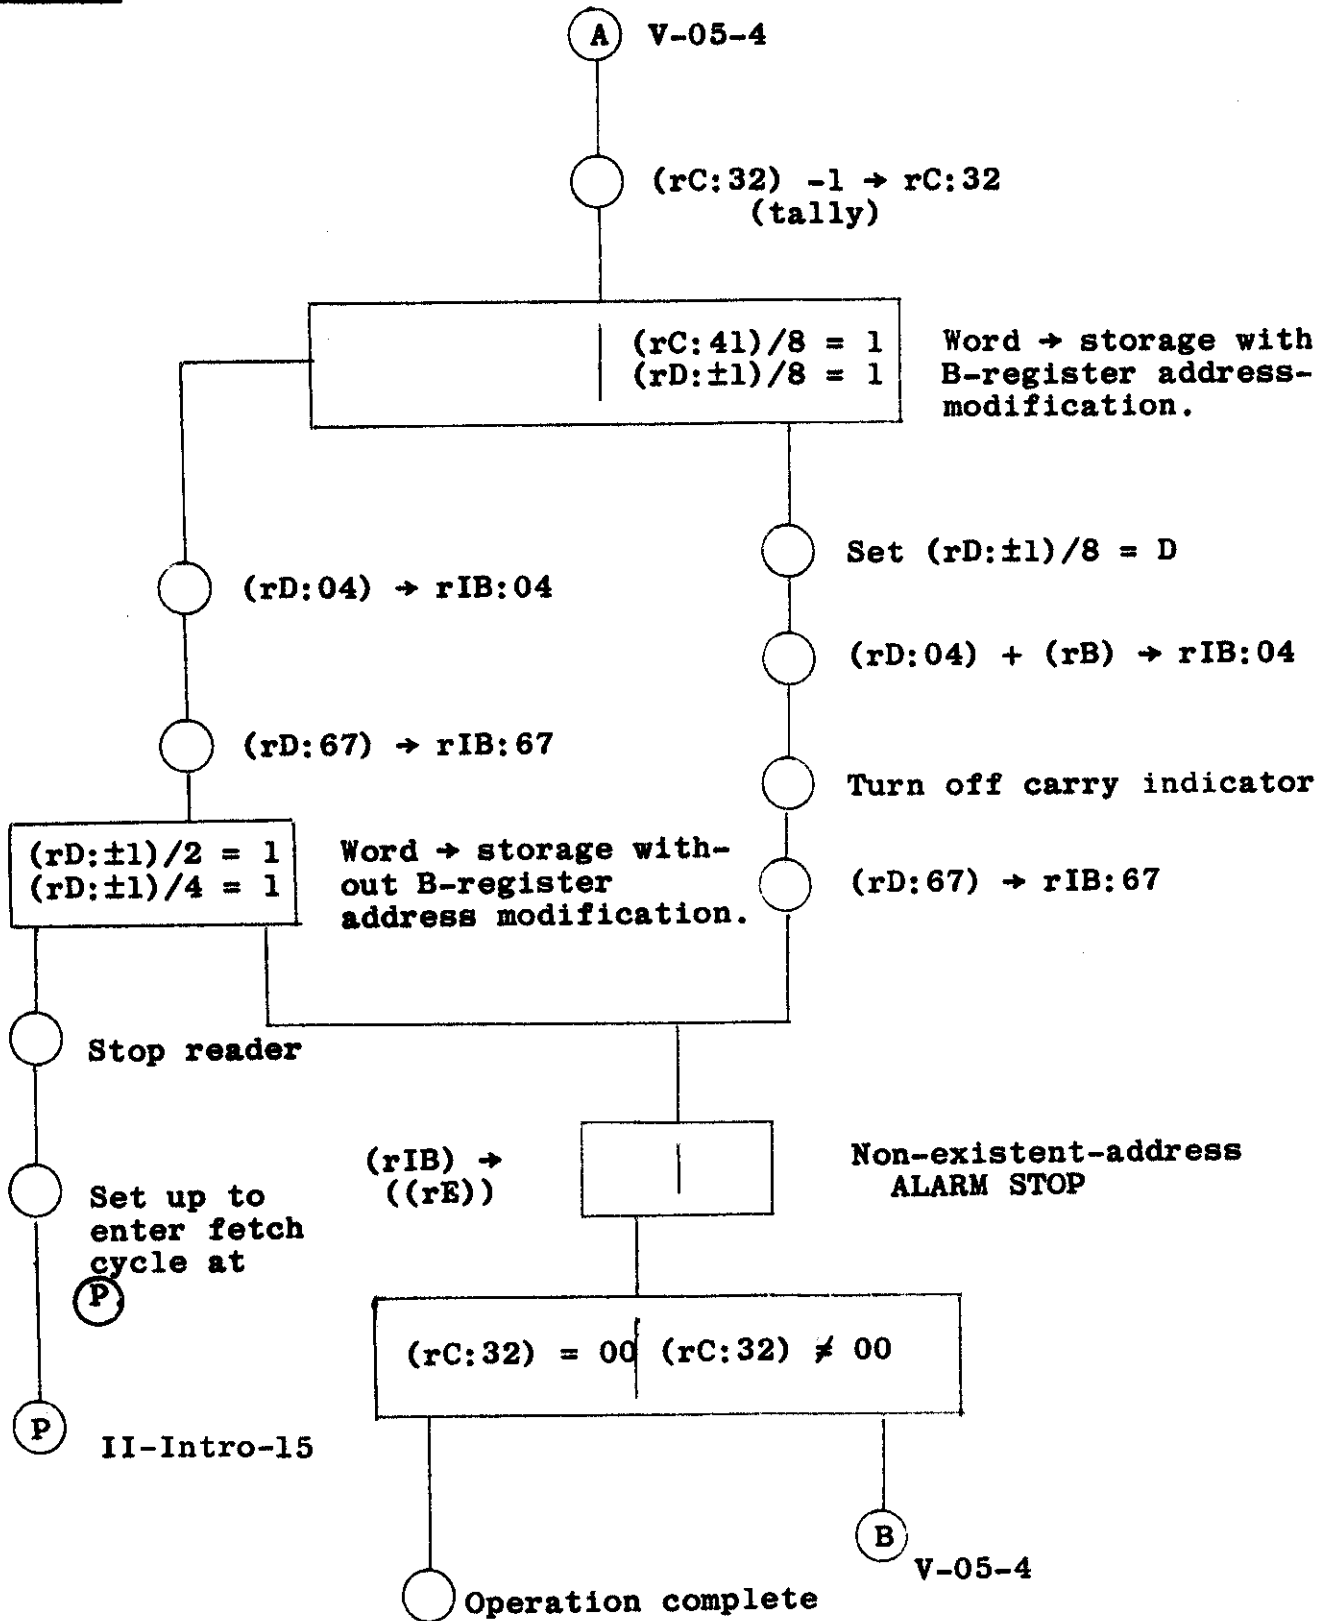 A V-05-4
(rC:32) -1 → rC:32
(tally)
(rC:41)/8 = 1
(rD:±1)/8 = 1
Word → storage with
B-register address-
modification.
Set (rD:±1)/8 = D
(rD:04) → rIB:04
(rD:04) + (rB) → rIB:04
(rD:67) → rIB:67
Turn off carry indicator
(rD:±1)/2 = 1
(rD:±1)/4 = 1
Word → storage with-
out B-register
address modification.
(rD:67) → rIB:67
Stop reader
(rIB) →
((rE))
Non-existent-address
ALARM STOP
Set up to
enter fetch
cycle at
P
(rC:32) = 00 (rC:32) ≠ 00
P II-Intro-15
B V-05-4
Operation complete